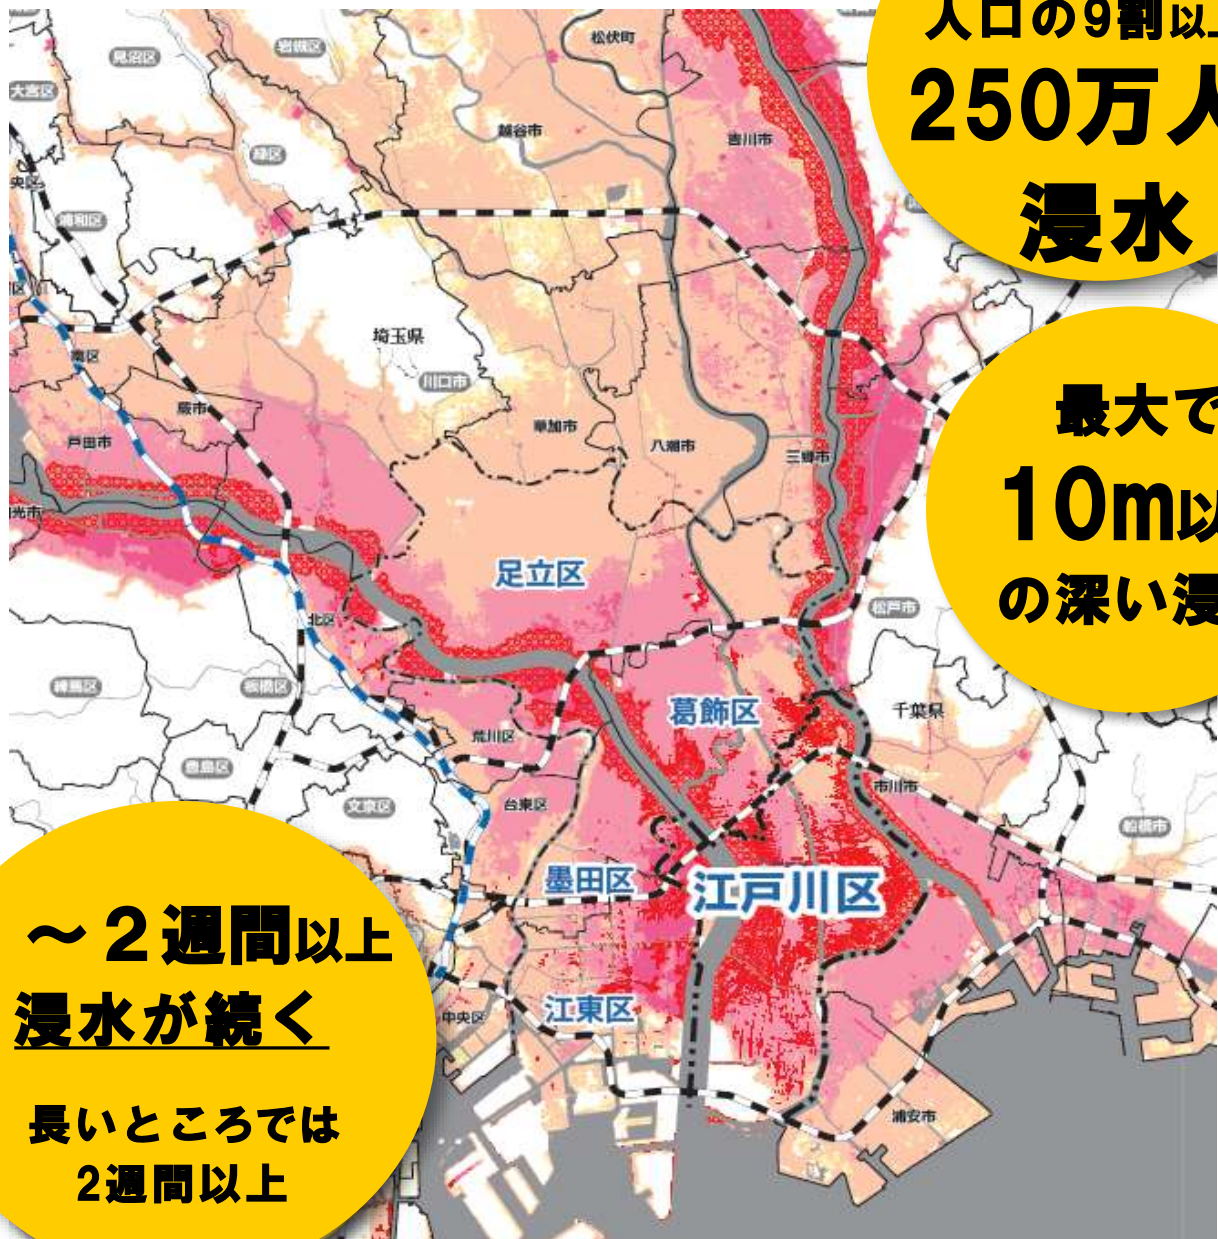 人口の9割以上
250万人
浸水
最大で
10m以
の深い浸
～2週間以上
浸水が続く
長いところでは
2週間以上
松伏町
岩槻区
見沼区
大宮区
越谷市
吉川市
緑区
央区
浦和区
区
埼玉県
川口市
南区
蕨市
戸田市
草加市
八潮市
三郷市
光市
足立区
北区
松戸市
練馬区
板橋区
葛飾区
千葉県
荒川区
豊島区
文京区
台東区
市川市
船橋市
墨田区
江戸川区
江東区
中央区
浦安市